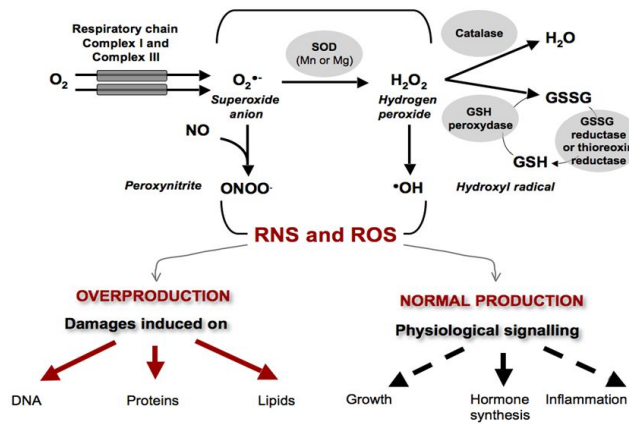 Respiratory chain
Complex I and
Complex III
O₂
O₂•-
Superoxide
anion
SOD
(Mn or Mg)
H₂O₂
Hydrogen
peroxide
Catalase
H₂O
GSH
peroxydase
GSSG
GSSG
reductase
or thioreoxin
reductase
GSH
NO
Peroxynitrite
ONOO-
•OH
Hydroxyl radical
RNS and ROS
OVERPRODUCTION
Damages induced on
DNA
Proteins
Lipids
NORMAL PRODUCTION
Physiological signalling
Growth
Hormone
synthesis
Inflammation